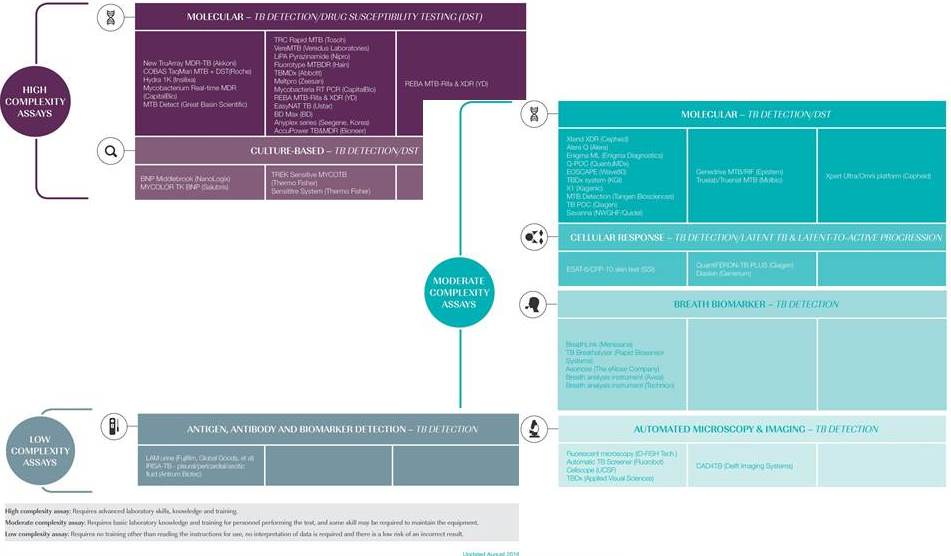 MOLECULAR – TB DETECTION/DRUG SUSCEPTIBILITY TESTING (DST)
HIGH
COMPLEXITY
ASSAYS
New TruArray MDR-TB (Akkoni)
COBAS TaqMan MTB + DST(Roche)
Hydra 1K (Insilixa)
Mycobacterium Real-time MDR
(CapitalBio)
MTB Detect (Great Basin Scientific)
TRC Rapid MTB (Tosoh)
VereMTB (Veredus Laboratories)
LiPA Pyrazinamide (Nipro)
Fluorotype MTBDR (Hain)
TBMDx (Abbott)
Meltpro (Zeesan)
Mycobacteria RT PCR (CapitalBio)
REBA MTB-Rifa & XDR (YD)
EasyNAT TB (Ustar)
BD Max (BD)
Anyplex series (Seegene, Korea)
AccuPower TB&MDR (Bioneer)
REBA MTB-Rifa & XDR (YD)
CULTURE-BASED – TB DETECTION/DST
BNP Middlebrook (NanoLogix)
MYCOLOR TK BNP (Salubris)
TREK Sensitive MYCOTB
(Thermo Fisher)
Sensititre System (Thermo Fisher)
MODERATE
COMPLEXITY
ASSAYS
MOLECULAR – TB DETECTION/DST
Xtend XDR (Cepheid)
Alere Q (Alere)
Enigma ML (Enigma Diagnostics)
Q-POC (QuantuMDx)
EOSCAPE (Wave80)
TBDx system (KGI)
X1 (Xagenic)
MTB Detection (Tangen Biosciences)
TB POC (Qiagen)
Savanna (NWGHF/Quidel)
Genedrive MTB/RIF (Epistem)
Truelab/Truenat MTB (Molbio)
Xpert Ultra/Omni platform (Cepheid)
CELLULAR RESPONSE – TB DETECTION/LATENT TB & LATENT-TO-ACTIVE PROGRESSION
ESAT-6/CFP-10 skin test (SSI)
QuantiFERON-TB PLUS (Qiagen)
Diaskin (Generium)
BREATH BIOMARKER – TB DETECTION
BreathLink (Menssana)
TB Breathalyser (Rapid Biosensor
Systems)
Aeonose (The eNose Company)
Breath analysis instrument (Avisa)
Breath analysis instrument (Technion)
LOW
COMPLEXITY
ASSAYS
ANTIGEN, ANTIBODY AND BIOMARKER DETECTION – TB DETECTION
LAM urine (Fujifilm, Global Goods, et al)
IRISA-TB - pleural/pericardial/ascitic
fluid (Antrum Biotec)
AUTOMATED MICROSCOPY & IMAGING – TB DETECTION
Fluorescent microscopy (ID-FISH Tech.)
Automatic TB Screener (Fluorobot)
Cellscope (UCSF)
TBDx (Applied Visual Sciences)
CAD4TB (Delft Imaging Systems)
High complexity assay: Requires advanced laboratory skills, knowledge and training.
Moderate complexity assay: Requires basic laboratory knowledge and training for personnel performing the test, and some skill may be required to maintain the equipment.
Low complexity assay: Requires no training other than reading the instructions for use, no interpretation of data is required and there is a low risk of an incorrect result.
Updated August 2016